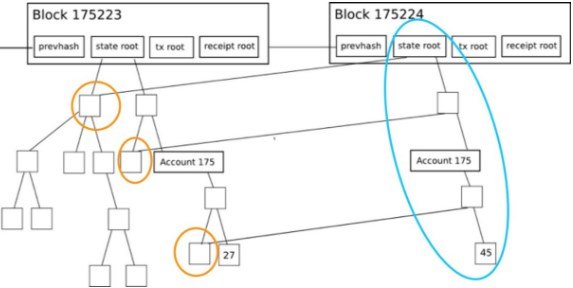 Block 175223
prevhash state root tx root receipt root
Block 175224
prevhash state root tx root receipt root
Account 175
27
Account 175
45